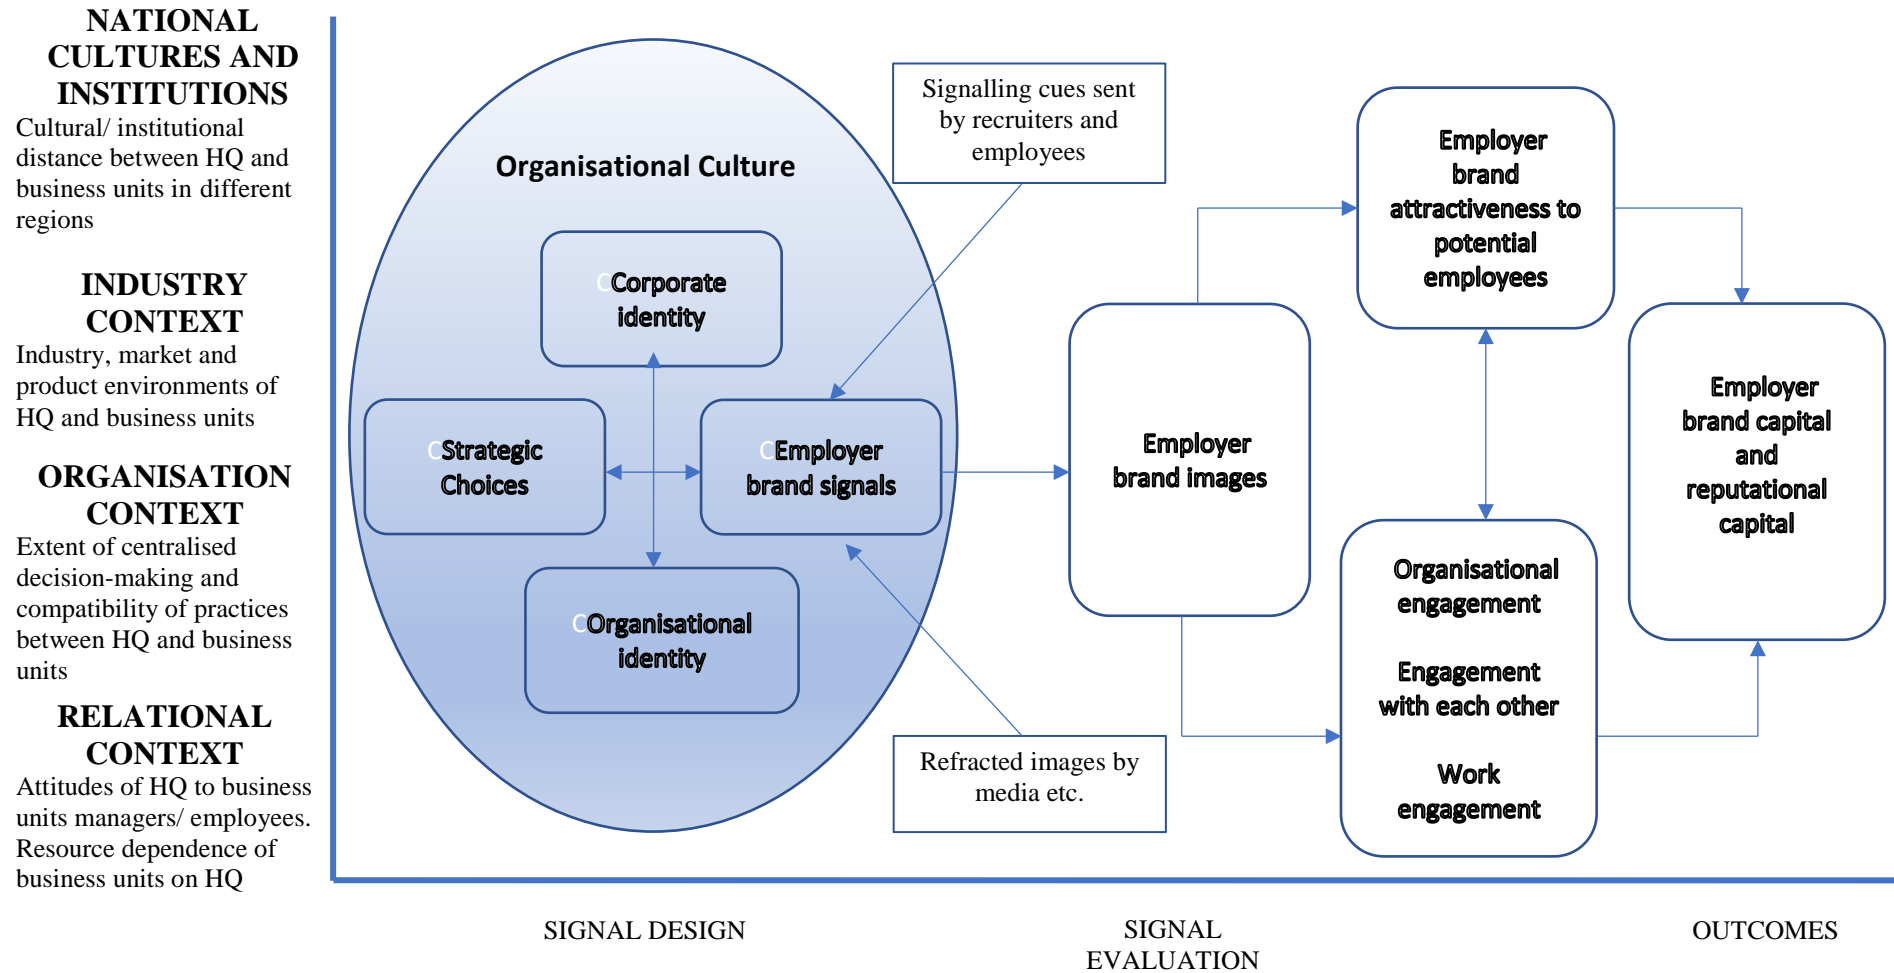 NATIONAL
CULTURES AND
INSTITUTIONS
Cultural/ institutional
distance between HQ and
business units in different
regions
INDUSTRY
CONTEXT
Industry, market and
product environments of
HQ and business units
ORGANISATION
CONTEXT
Extent of centralised
decision-making and
compatibility of practices
between HQ and business
units
RELATIONAL
CONTEXT
Attitudes of HQ to business
units managers/ employees.
Resource dependence of
business units on HQ
Organisational Culture
CCorporate
identity
CStrategic
Choices
CEmployer
brand signals
COrganisational
identity
Signalling cues sent
by recruiters and
employees
Refracted images by
media etc.
Employer
brand images
Employer
brand
attractiveness to
potential
employees
Organisational
engagement
Engagement
with each other
Work
engagement
Employer
brand capital
and
reputational
capital
SIGNAL DESIGN
SIGNAL
EVALUATION
OUTCOMES